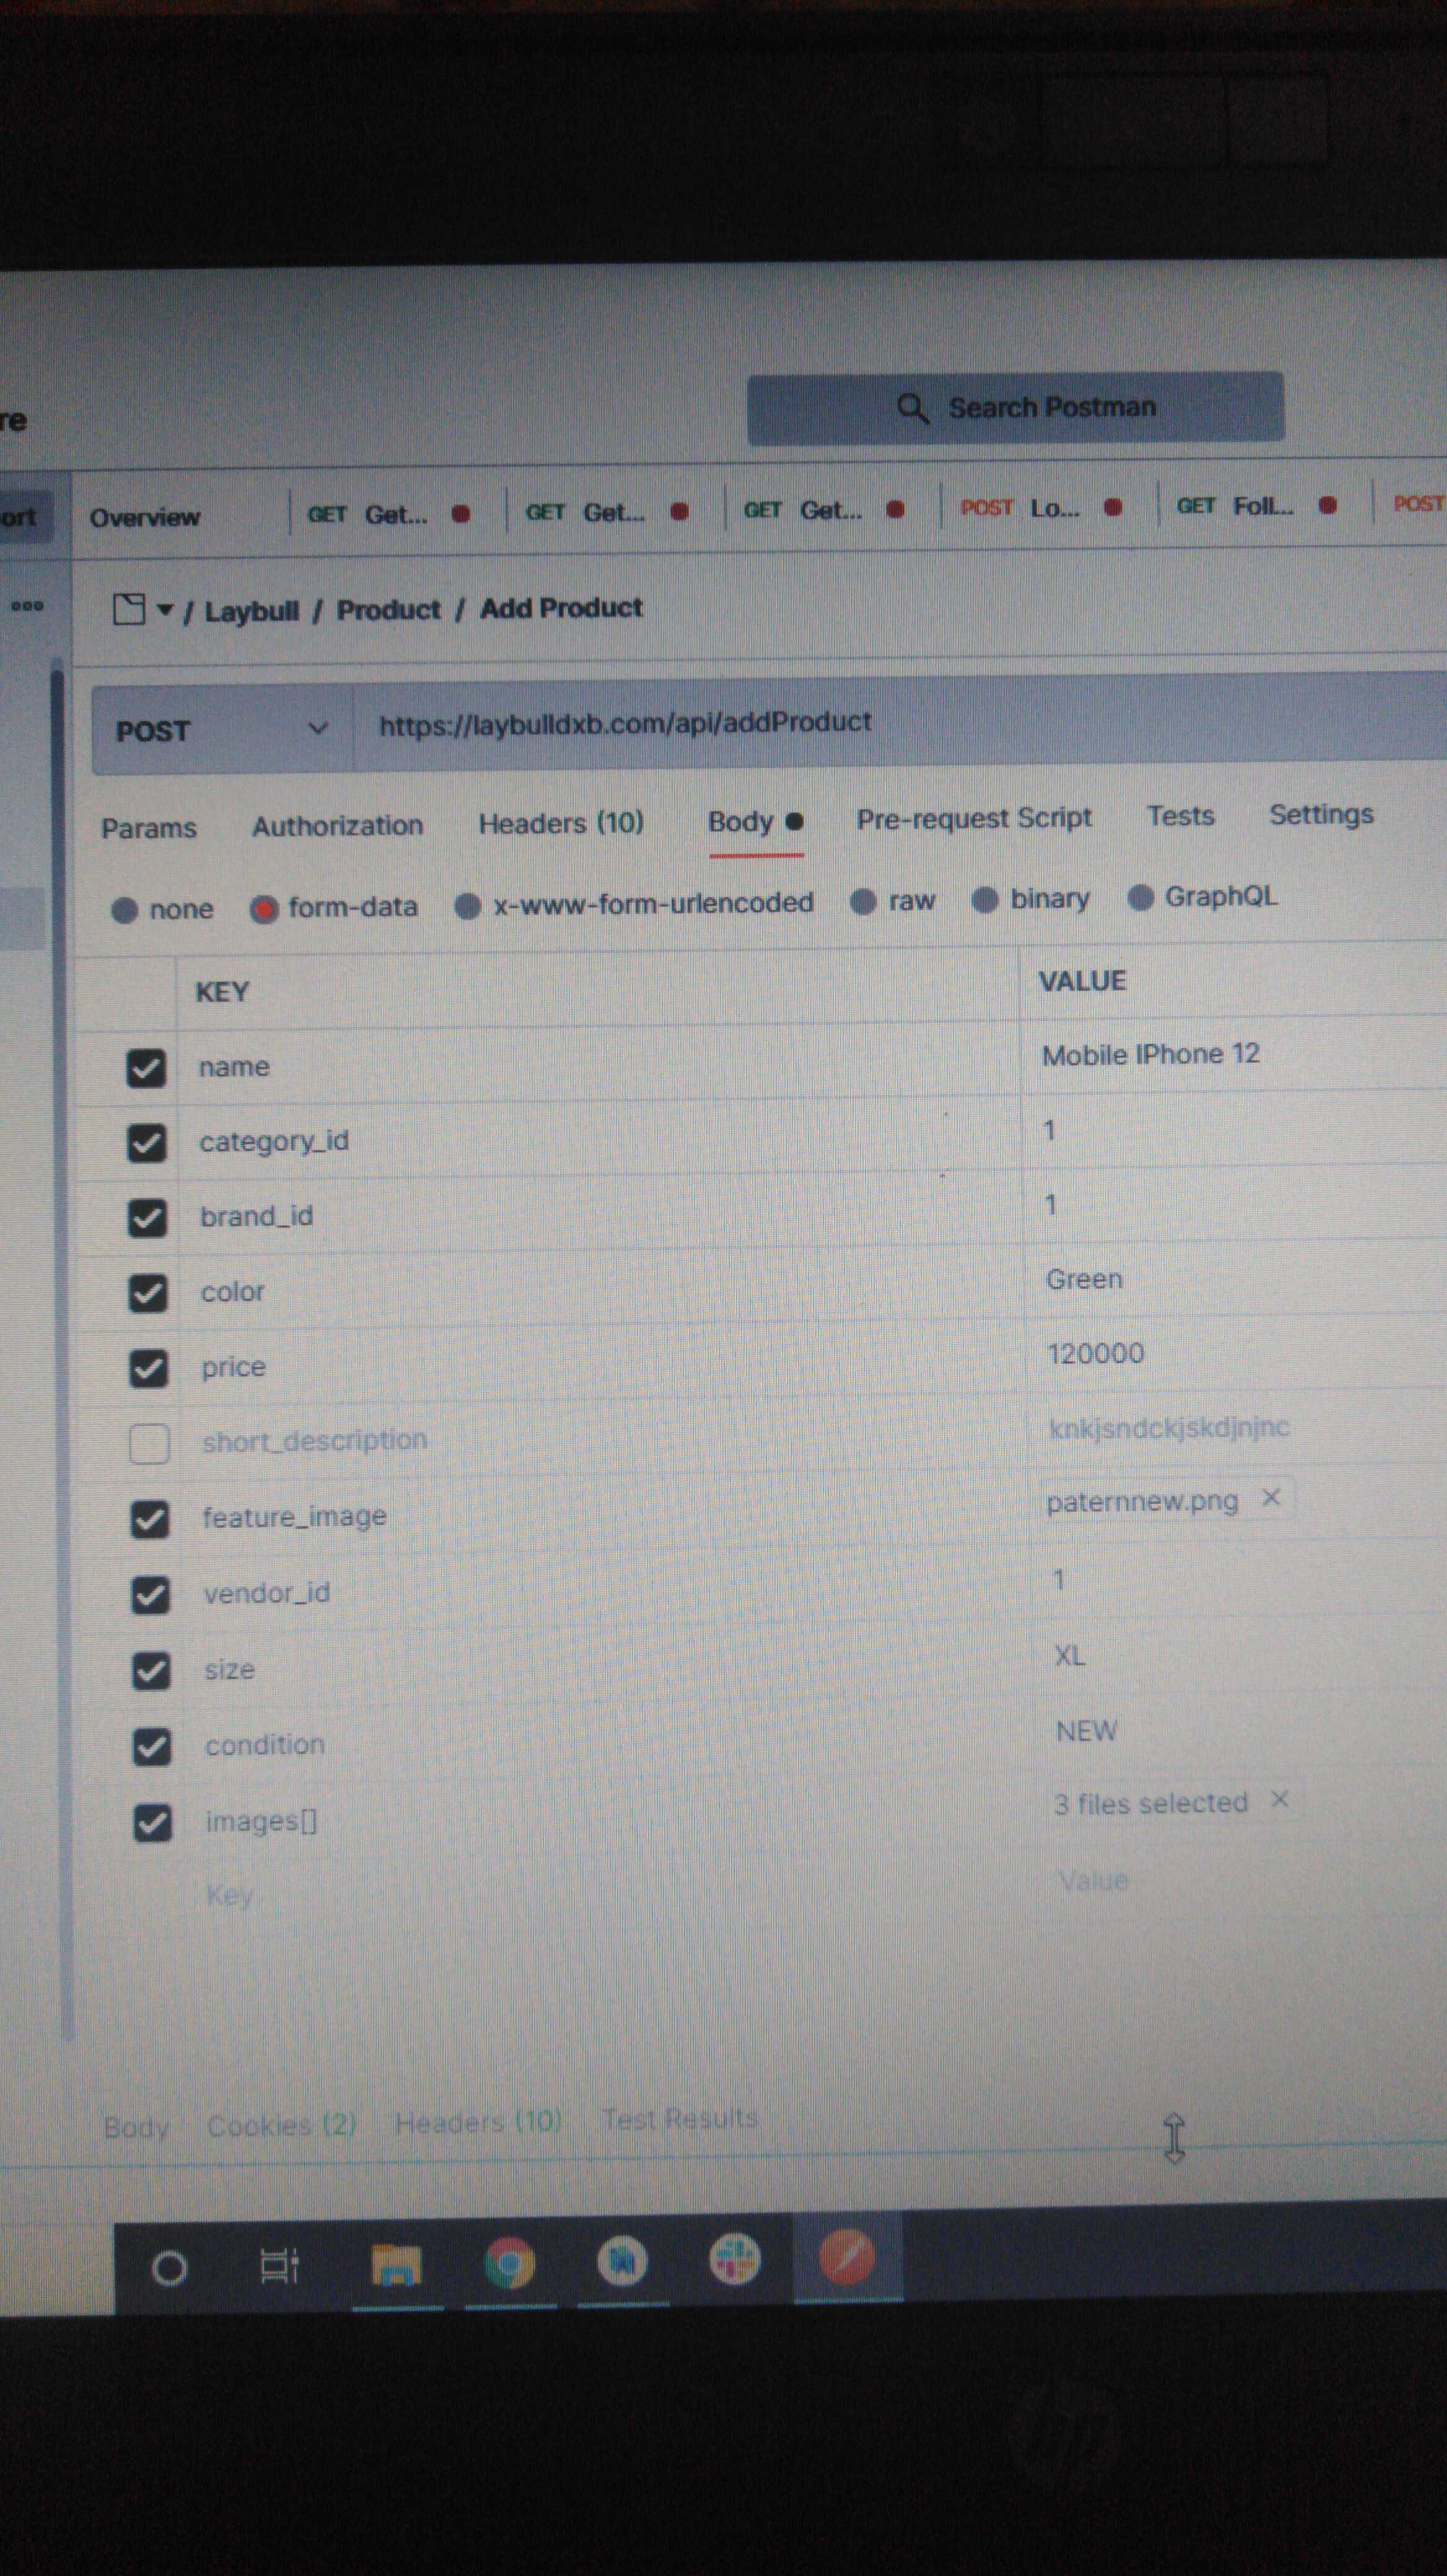 re
Search Postman
ort Overview GET Get... GET Get... GET Get... POST Lo... GET Foll... POST
/ Laybull / Product / Add Product
POST https://laybulldxb.com/api/addProduct
Params Authorization Headers (10) Body Pre-request Script Tests Settings
none form-data x-www-form-urlencoded raw binary GraphQL
KEY VALUE
name Mobile IPhone 12
category_id 1
brand_id 1
color Green
price 120000
short_description knkjsndckjskdjnjnc
feature_image paternnew.png
vendor_id 1
size XL
condition NEW
images[] 3 files selected
Key Value
Body Cookies (2) Headers (10) Test Results
hp